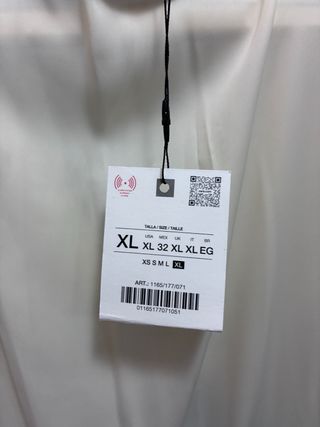 TALLA / SIZE / TAILLE
USA MEX UK IT BR
XL XL 32 XL XL EG
XS S M L XL
ART.: 1165/177/071
01165177071051